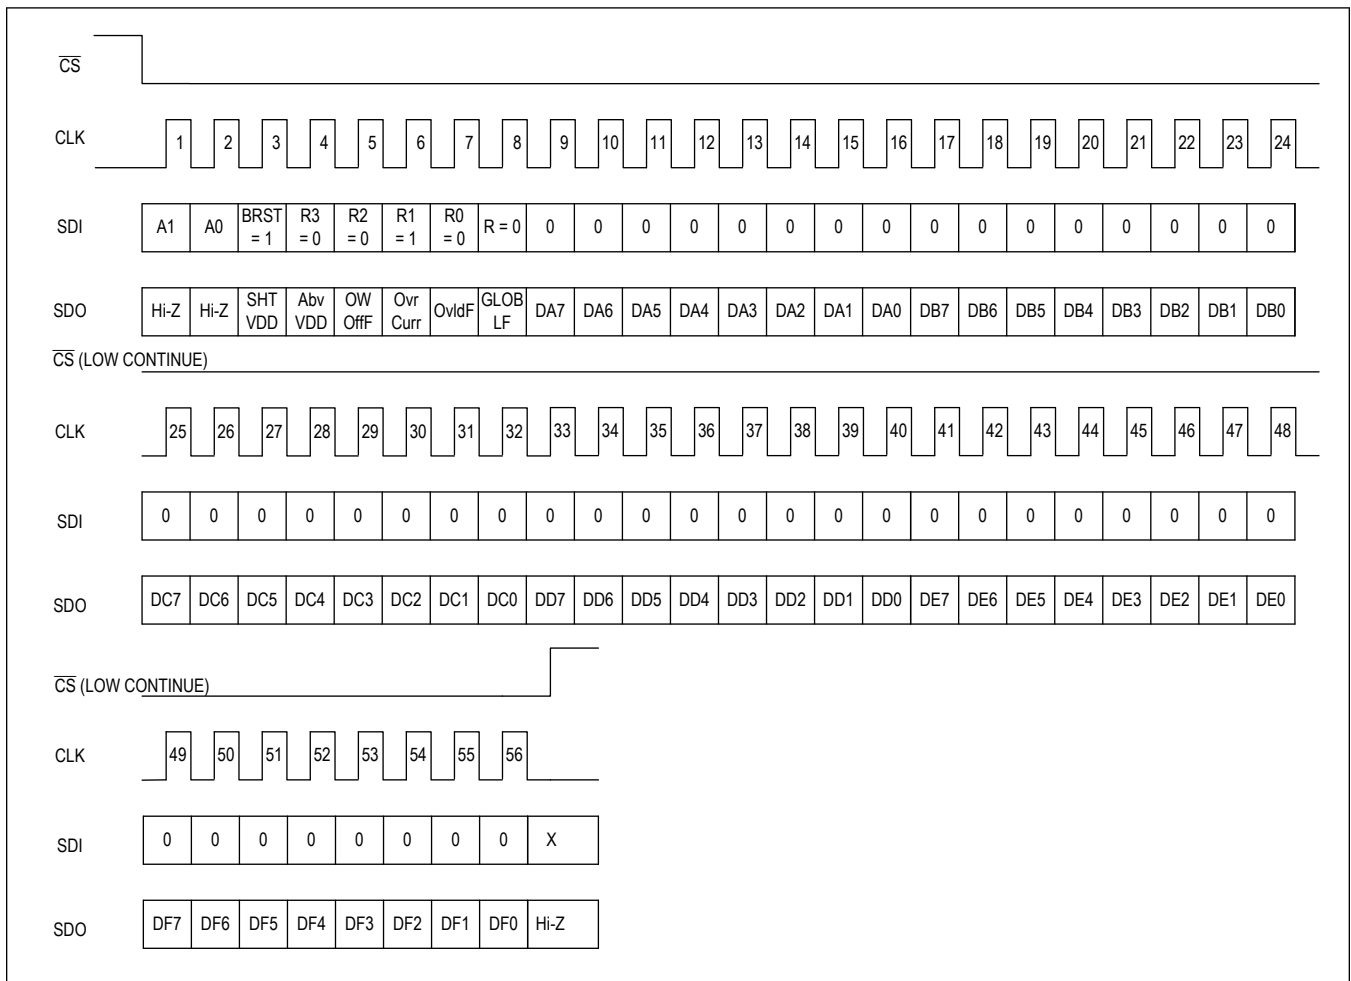 CS
CLK 1 2 3 4 5 6 7 8 9 10 11 12 13 14 15 16 17 18 19 20 21 22 23 24
SDI A1 A0 BRST = 1 R3 = 0 R2 = 0 R1 = 1 R0 = 0 R = 0 0 0 0 0 0 0 0 0 0 0 0 0 0 0 0 0
SDO Hi-Z Hi-Z SHT VDD Abv VDD OW OffF Ovr Curr OvldF GLOB LF DA7 DA6 DA5 DA4 DA3 DA2 DA1 DA0 DB7 DB6 DB5 DB4 DB3 DB2 DB1 DB0
CS (LOW CONTINUE)
CLK 25 26 27 28 29 30 31 32 33 34 35 36 37 38 39 40 41 42 43 44 45 46 47 48
SDI 0 0 0 0 0 0 0 0 0 0 0 0 0 0 0 0 0 0 0 0 0 0 0 0
SDO DC7 DC6 DC5 DC4 DC3 DC2 DC1 DC0 DD7 DD6 DD5 DD4 DD3 DD2 DD1 DD0 DE7 DE6 DE5 DE4 DE3 DE2 DE1 DE0
CS (LOW CONTINUE)
CLK 49 50 51 52 53 54 55 56
SDI 0 0 0 0 0 0 0 0 X
SDO DF7 DF6 DF5 DF4 DF3 DF2 DF1 DF0 Hi-Z